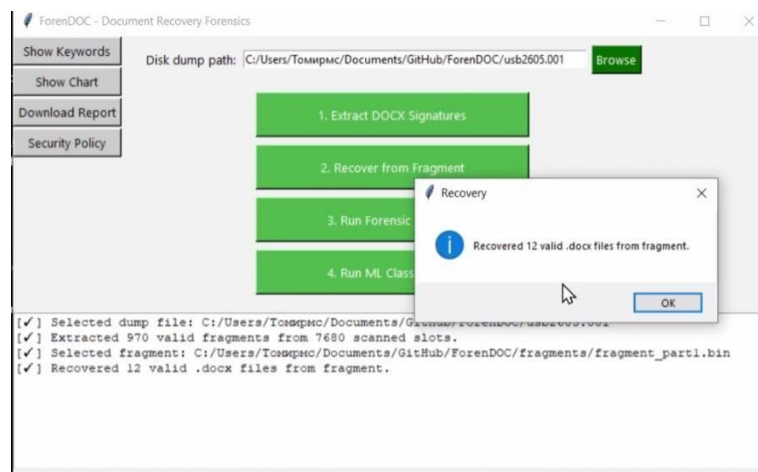 ForenDOC - Document Recovery Forensics
Show Keywords
Show Chart
Download Report
Security Policy
Disk dump path: C:/Users/Томирмс/Documents/GitHub/ForenDOC/usb2605.001 Browse
1. Extract DOCX Signatures
2. Recover from Fragment
3. Run Forensic
4. Run ML Class
Recovery
Recovered 12 valid .docx files from fragment.
OK
[✓] Selected dump file: C:/Users/Томирмс/Documents/GitHub/ForenDOC/usb2605.001
[✓] Extracted 970 valid fragments from 7680 scanned slots.
[✓] Selected fragment: C:/Users/Томирмс/Documents/GitHub/ForenDOC/fragments/fragment_part1.bin
[✓] Recovered 12 valid .docx files from fragment.